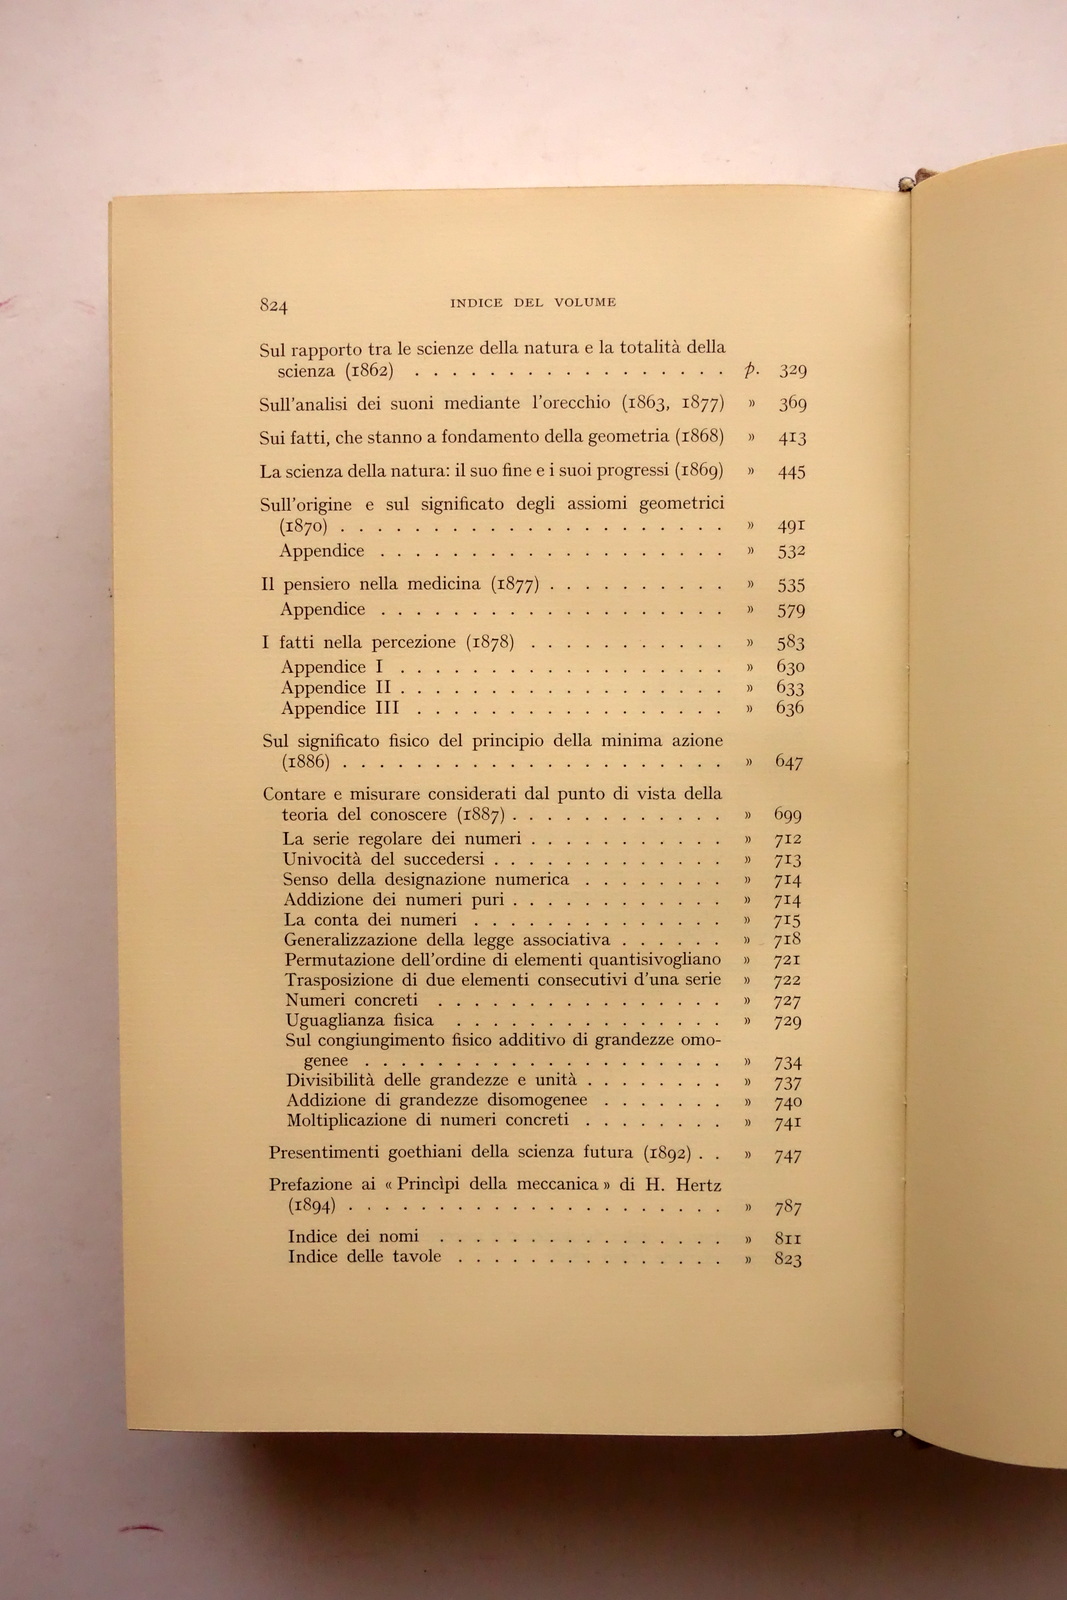 824 INDICE DEL VOLUME
Sul rapporto tra le scienze della natura e la totalità della
scienza (1862) . . . . . . . . . . . . . . . . . p. 329
Sull'analisi dei suoni mediante l'orecchio (1863, 1877) » 369
Sui fatti, che stanno a fondamento della geometria (1868) » 413
La scienza della natura: il suo fine e i suoi progressi (1869) » 445
Sull'origine e sul significato degli assiomi geometrici
(1870) . . . . . . . . . . . . . . . . . . . . . » 491
Appendice . . . . . . . . . . . . . . . . . . . » 532
Il pensiero nella medicina (1877) . . . . . . . . . . » 535
Appendice . . . . . . . . . . . . . . . . . . . » 579
I fatti nella percezione (1878) . . . . . . . . . . . » 583
Appendice I . . . . . . . . . . . . . . . . . . » 630
Appendice II . . . . . . . . . . . . . . . . . . » 633
Appendice III . . . . . . . . . . . . . . . . . » 636
Sul significato fisico del principio della minima azione
(1886) . . . . . . . . . . . . . . . . . . . . . » 647
Contare e misurare considerati dal punto di vista della
teoria del conoscere (1887) . . . . . . . . . . . . » 699
La serie regolare dei numeri . . . . . . . . . . . » 712
Univocità del succedersi . . . . . . . . . . . . . » 713
Senso della designazione numerica . . . . . . . . » 714
Addizione dei numeri puri . . . . . . . . . . . . » 714
La conta dei numeri . . . . . . . . . . . . . . » 715
Generalizzazione della legge associativa . . . . . . » 718
Permutazione dell'ordine di elementi quantisivogliano » 721
Trasposizione di due elementi consecutivi d'una serie » 722
Numeri concreti . . . . . . . . . . . . . . . . » 727
Uguaglianza fisica . . . . . . . . . . . . . . . » 729
Sul congiungimento fisico additivo di grandezze omo-
genee . . . . . . . . . . . . . . . . . . . . » 734
Divisibilità delle grandezze e unità . . . . . . . . » 737
Addizione di grandezze disomogenee . . . . . . . » 740
Moltiplicazione di numeri concreti . . . . . . . . » 741
Presentimenti goethiani della scienza futura (1892) . . » 747
Prefazione ai « Princìpi della meccanica » di H. Hertz
(1894) . . . . . . . . . . . . . . . . . . . . . » 787
Indice dei nomi . . . . . . . . . . . . . . . . » 811
Indice delle tavole . . . . . . . . . . . . . . . » 823